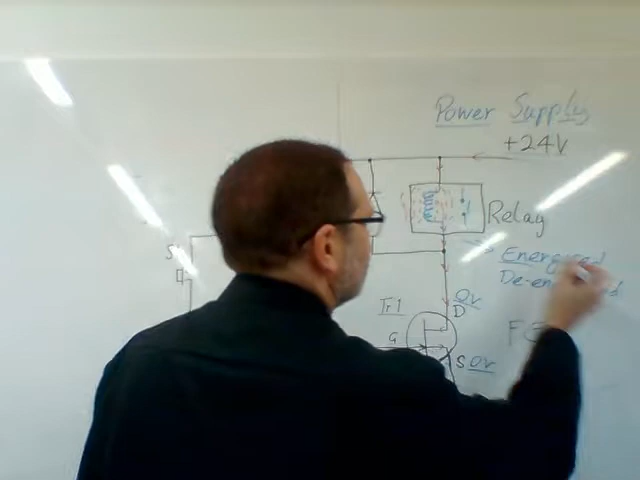 Power Supply
+24V
Relay
Energised
Tr1
0V
D
G
S 0V